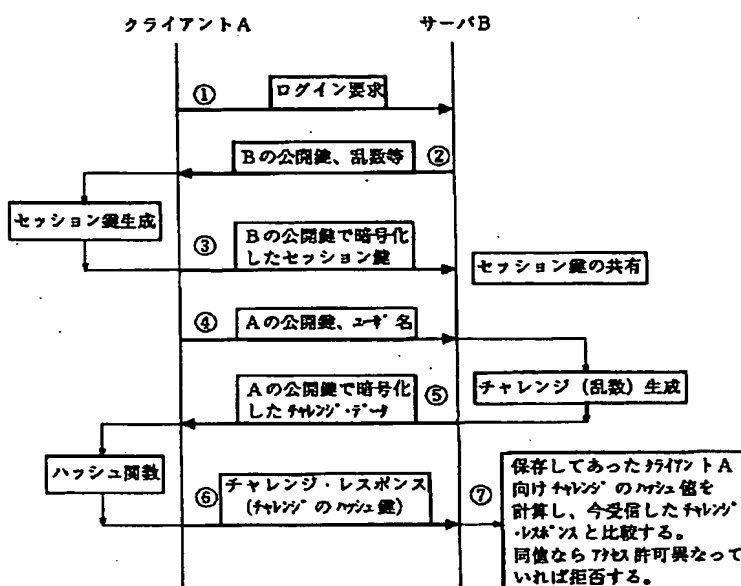 クライアントA
サーバB
①
ログイン要求
Bの公開鍵、乱数等
②
セッション鍵生成
③
Bの公開鍵で暗号化
したセッション鍵
セッション鍵の共有
④
Aの公開鍵、ユーザ名
チャレンジ(乱数)生成
Aの公開鍵で暗号化
したチャレンジ・データ
⑤
ハッシュ関数
⑥
チャレンジ・レスポンス
(チャレンジのハッシュ鍵)
⑦
保存してあったクライアントA
向けチャレンジのハッシュ値を
計算し、今受信したチャレンジ
・レスポンスと比較する。
同値ならアクセス許可異なって
いれば拒否する。